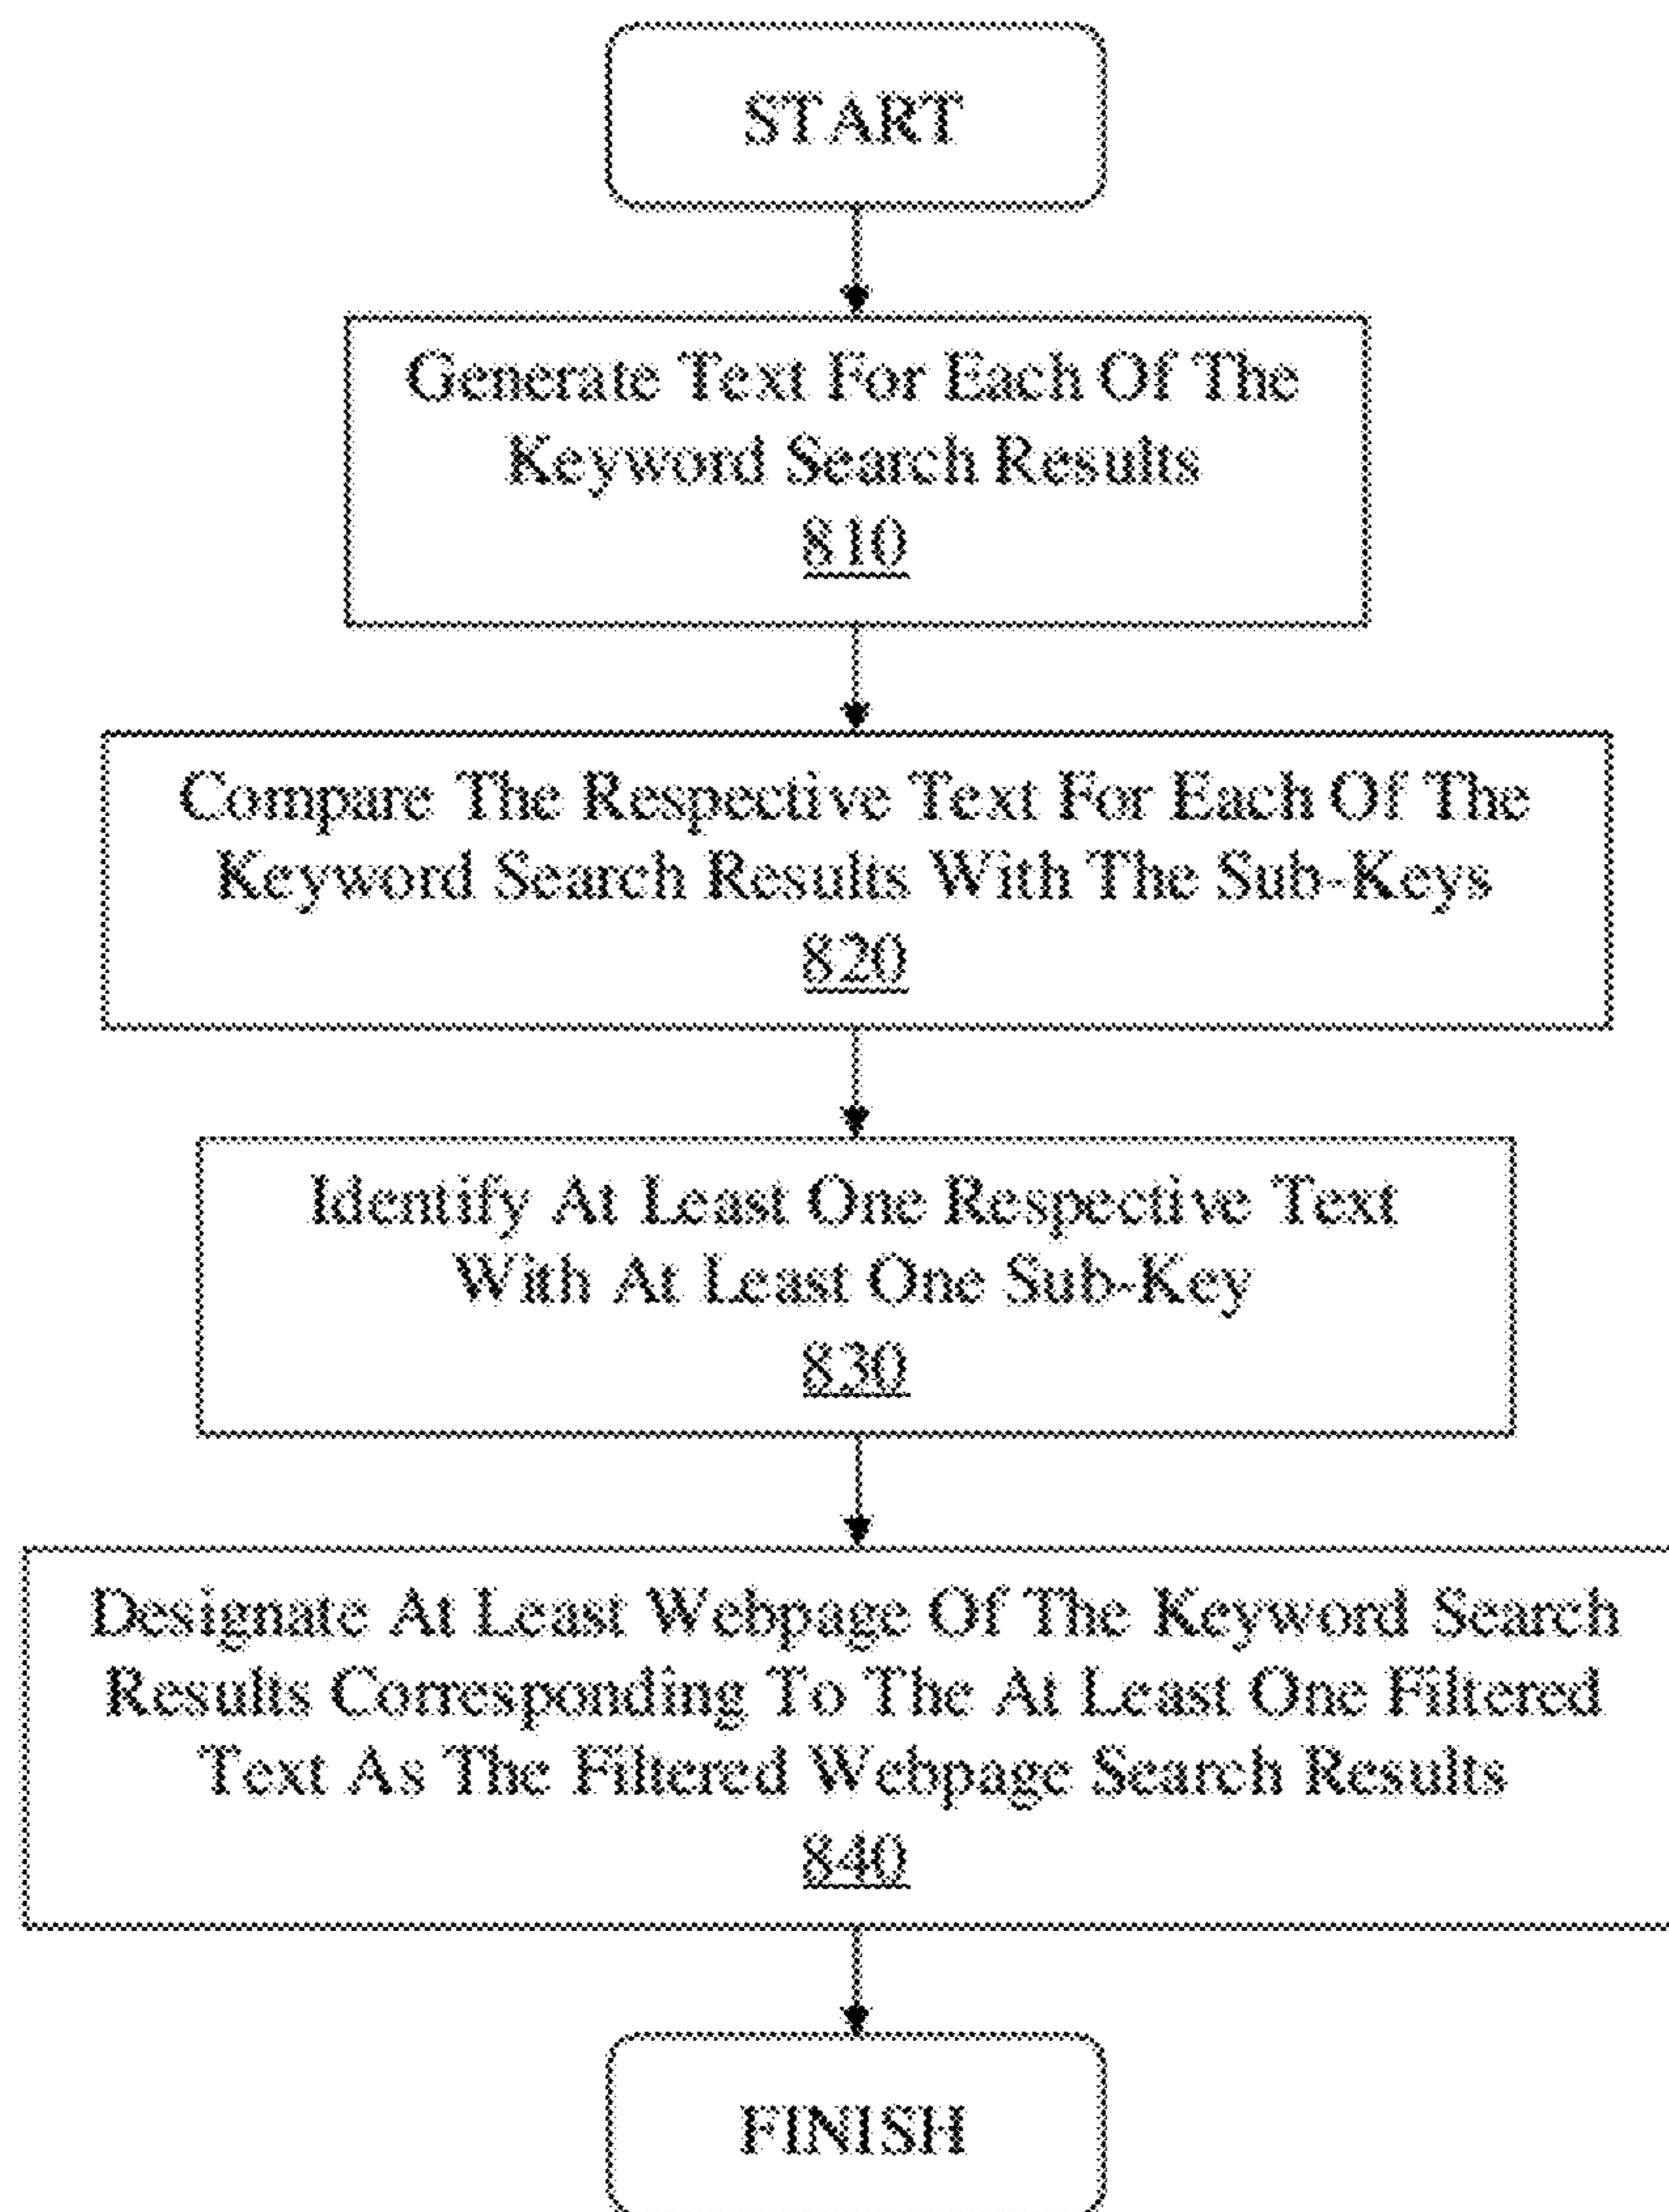 START
Generate Text For Each Of The
Keyword Search Results
810
Compare The Respective Text For Each Of The
Keyword Search Results With The Sub-Keys
820
Identify At Least One Respective Text
With At Least One Sub-Key
830
Designate At Least Webpage Of The Keyword Search
Results Corresponding To The At Least One Filtered
Text As The Filtered Webpage Search Results
840
FINISH